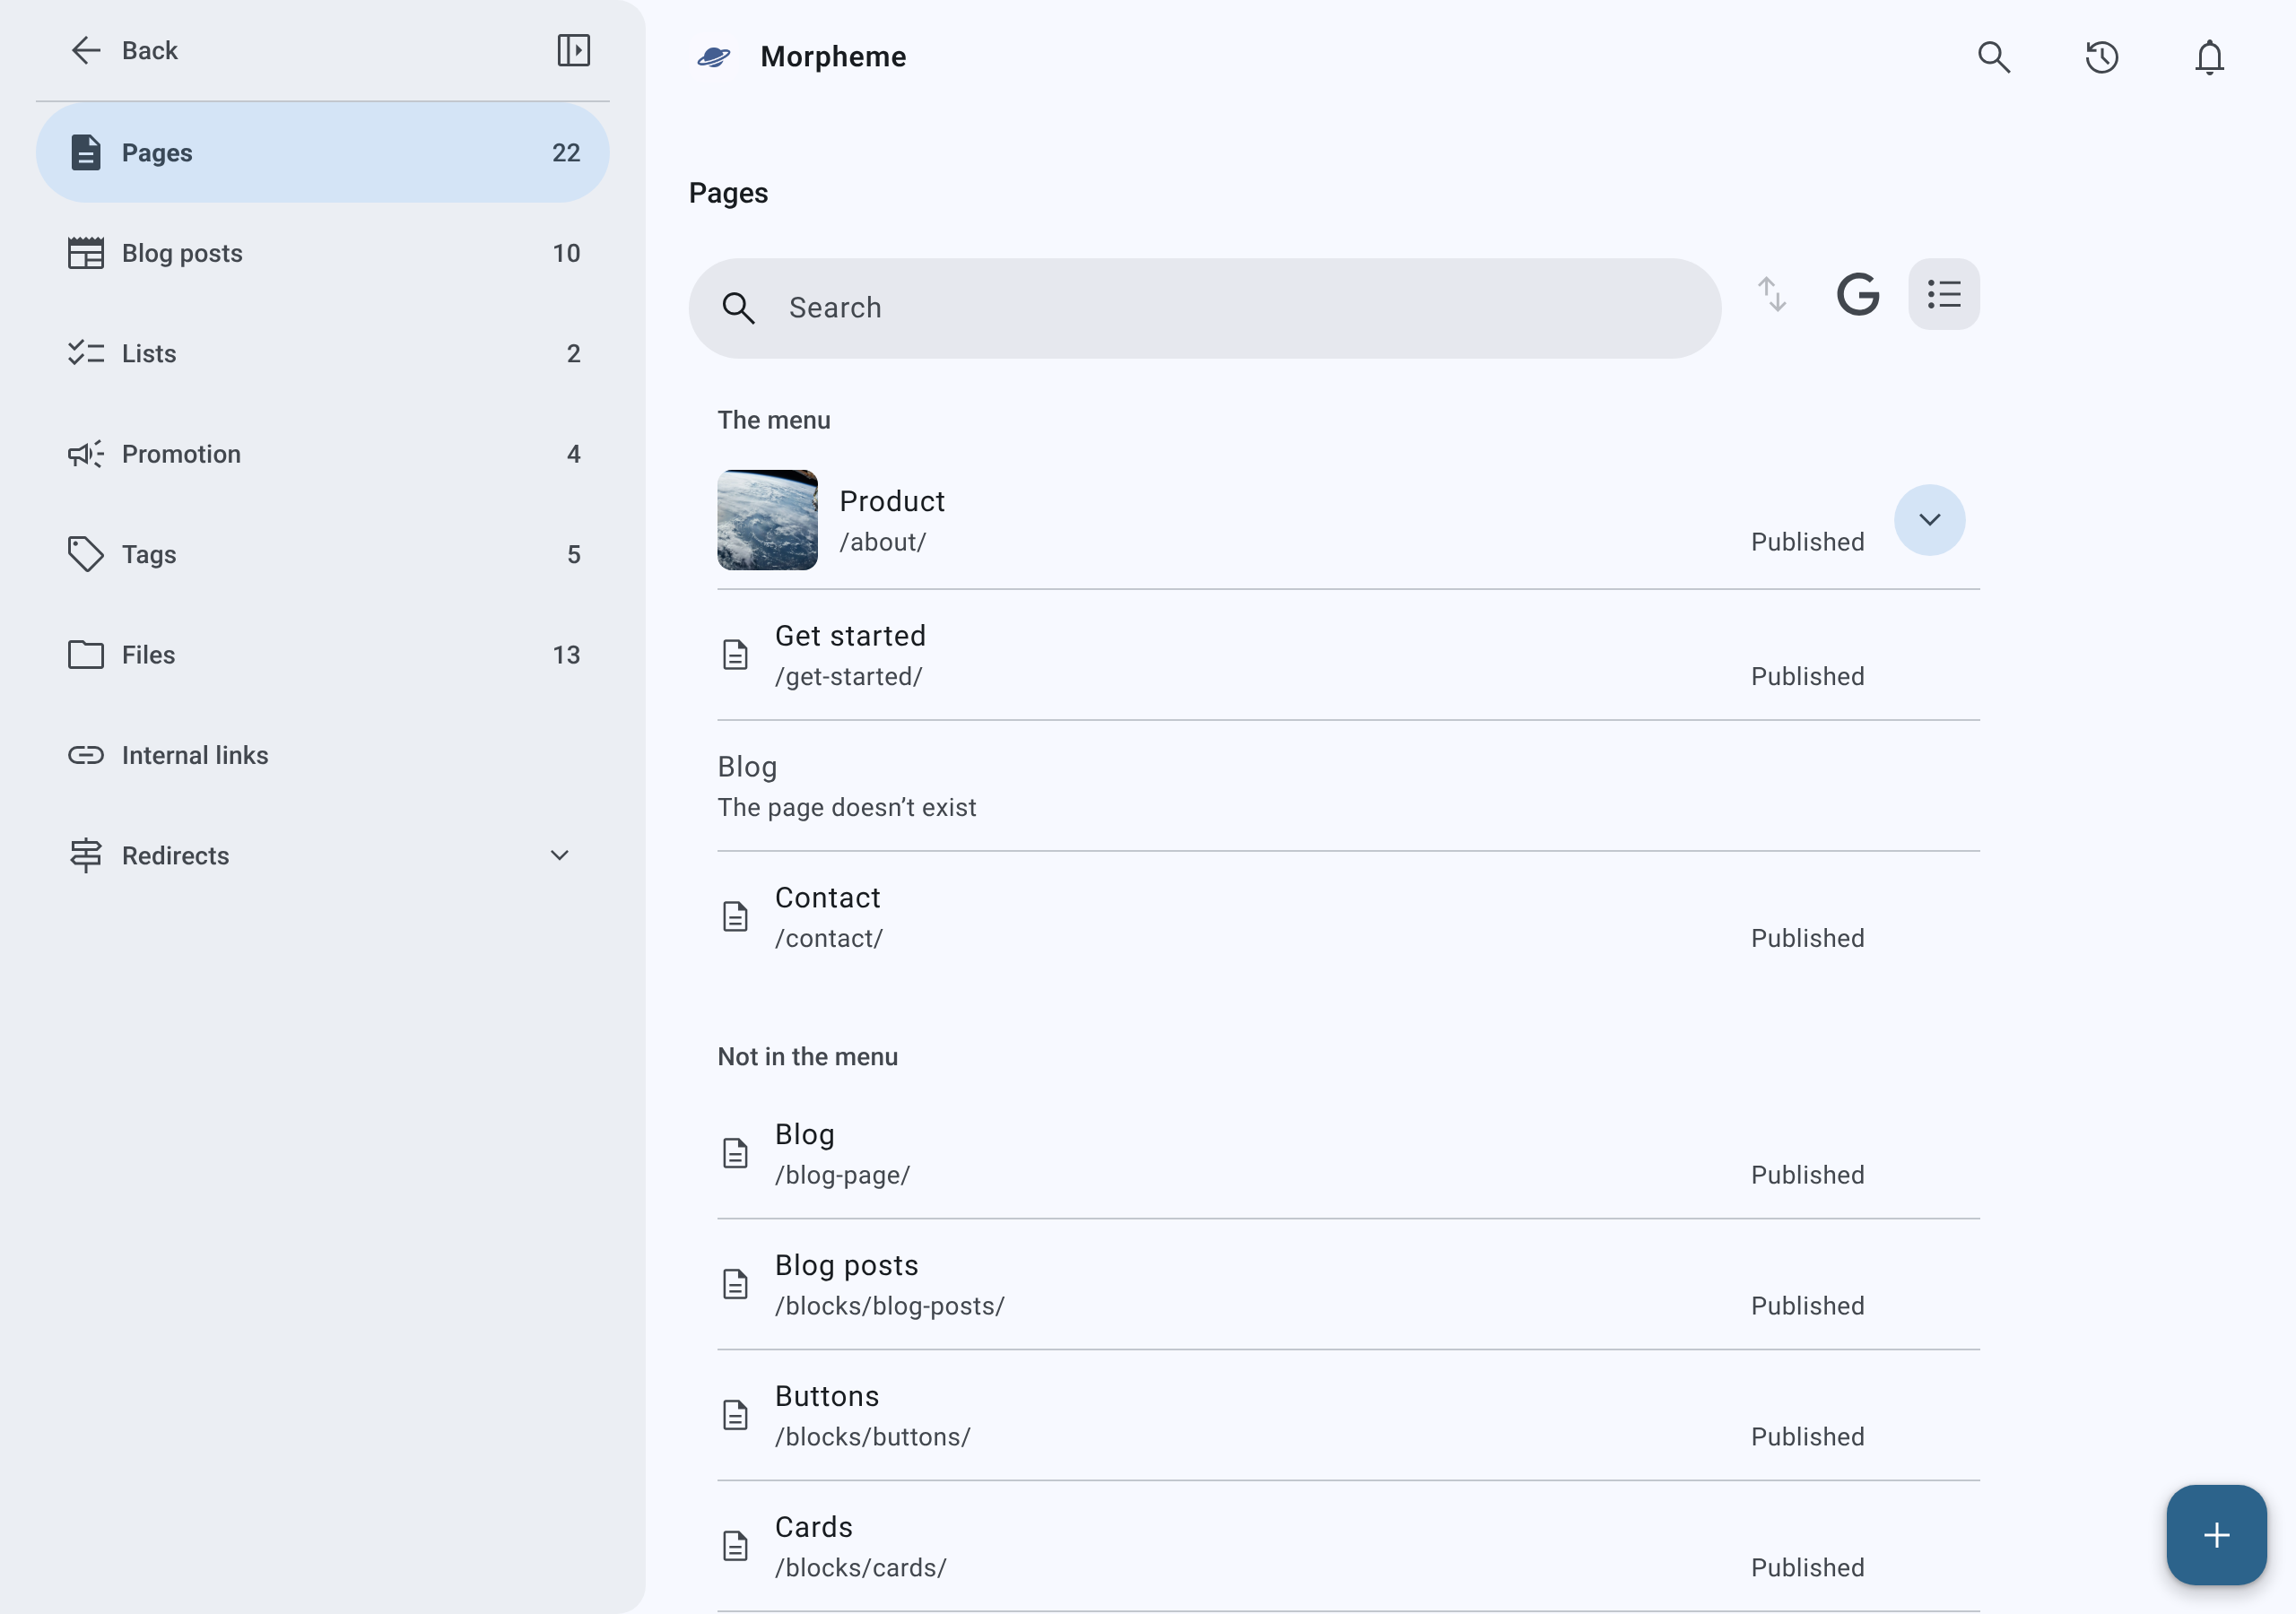 Back
Pages 22
Blog posts 10
Lists 2
Promotion 4
Tags 5
Files 13
Internal links
Redirects
Morpheme
Pages
Search
The menu
Product
/about/
Published
Get started
/get-started/
Published
Blog
The page doesn’t exist
Contact
/contact/
Published
Not in the menu
Blog
/blog-page/
Published
Blog posts
/blocks/blog-posts/
Published
Buttons
/blocks/buttons/
Published
Cards
/blocks/cards/
Published